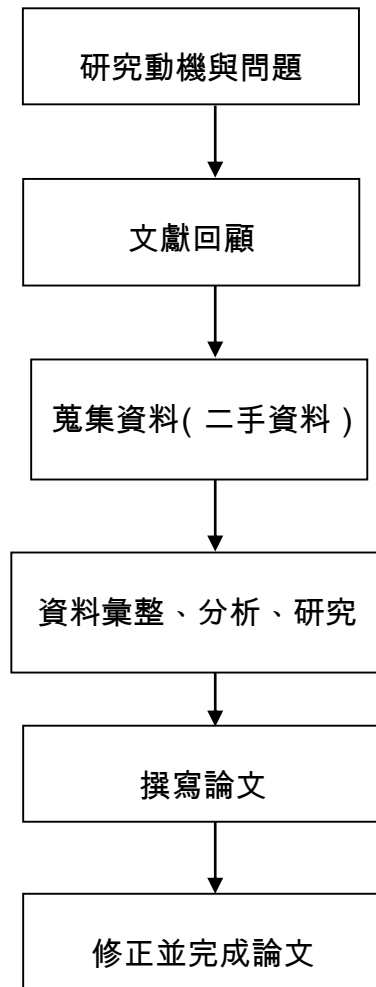 研究動機與問題
文獻回顧
蒐集資料(二手資料)
資料彙整、分析、研究
撰寫論文
修正並完成論文